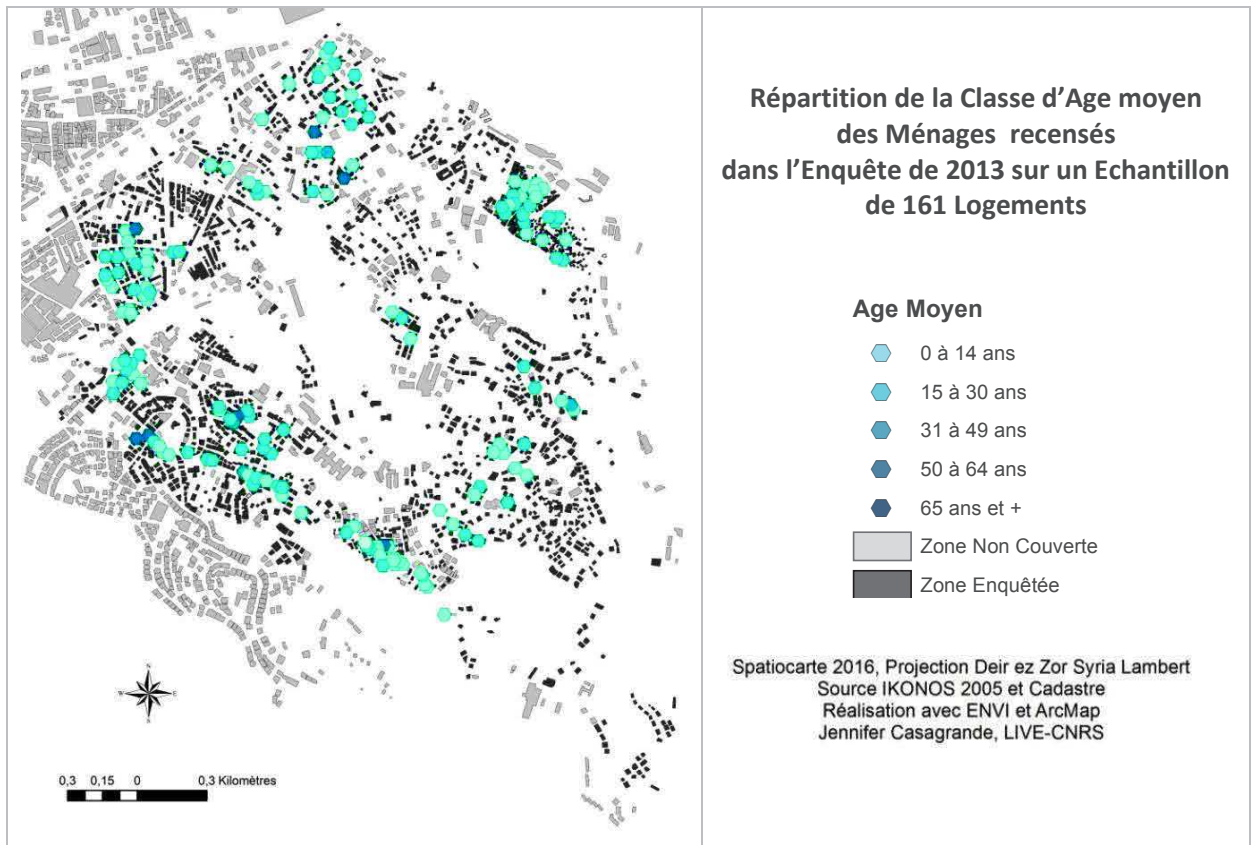 Répartition de la Classe d'Age moyen
des Ménages recensés
dans l'Enquête de 2013 sur un Echantillon
de 161 Logements
Age Moyen
0 à 14 ans
15 à 30 ans
31 à 49 ans
50 à 64 ans
65 ans et +
Zone Non Couverte
Zone Enquêtée
Spatiocarte 2016, Projection Deir ez Zor Syria Lambert
Source IKONOS 2005 et Cadastre
Réalisation avec ENVI et ArcMap
Jennifer Casagrande, LIVE-CNRS
N
W E
S
0,3 0,15 0 0,3 Kilomètres